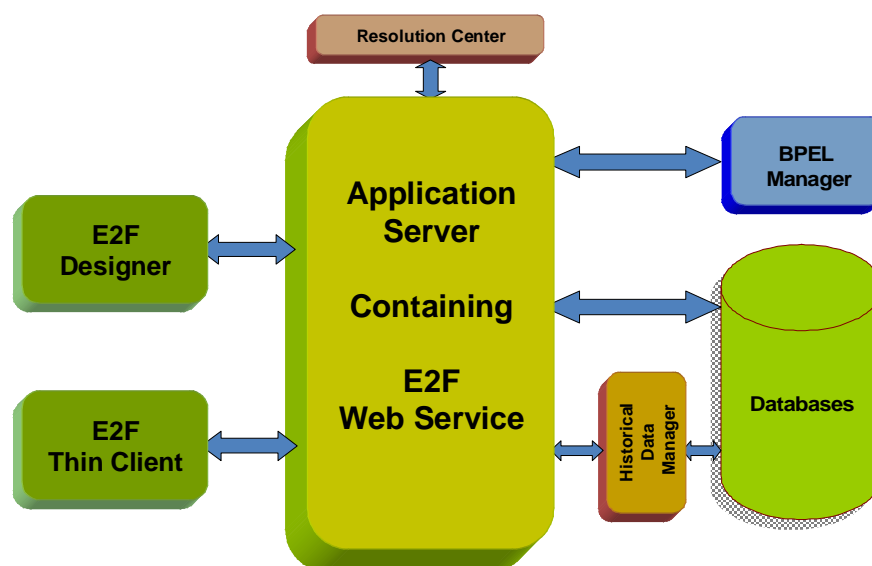 Resolution Center
BPEL
Manager
Application
Server
Containing
E2F
Web Service
E2F
Designer
E2F
Thin Client
Historical
Data
Manager
Databases